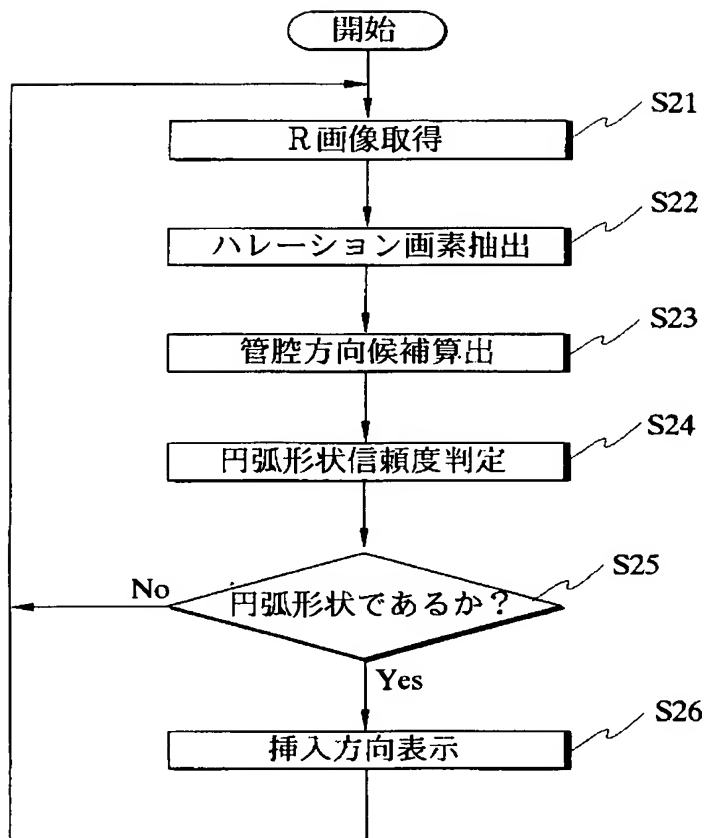 開始
S21
R画像取得
S22
ハレーション画素抽出
S23
管腔方向候補算出
S24
円弧形状信頼度判定
S25
No
円弧形状であるか？
Yes
S26
挿入方向表示